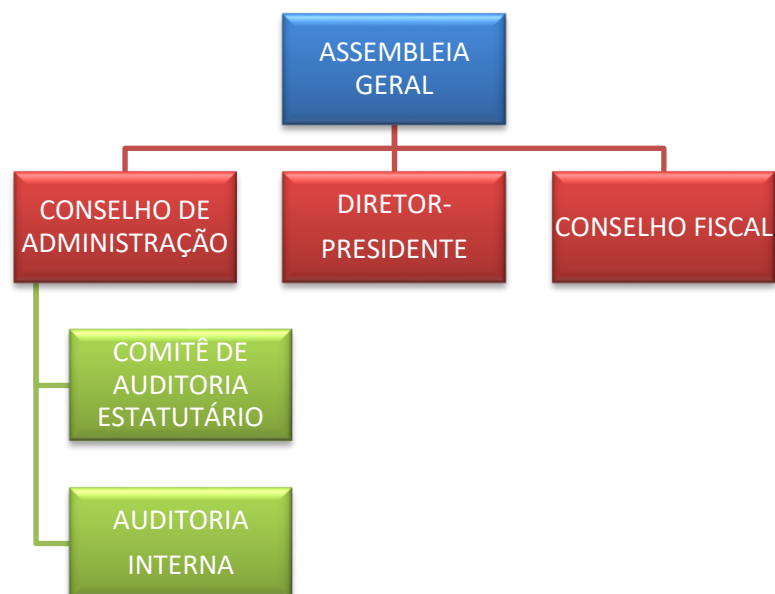 ASSEMBLEIA
GERAL
CONSELHO DE
ADMINISTRAÇÃO
DIRETOR-
PRESIDENTE
CONSELHO FISCAL
COMITÊ DE
AUDITORIA
ESTATUTÁRIO
AUDITORIA
INTERNA